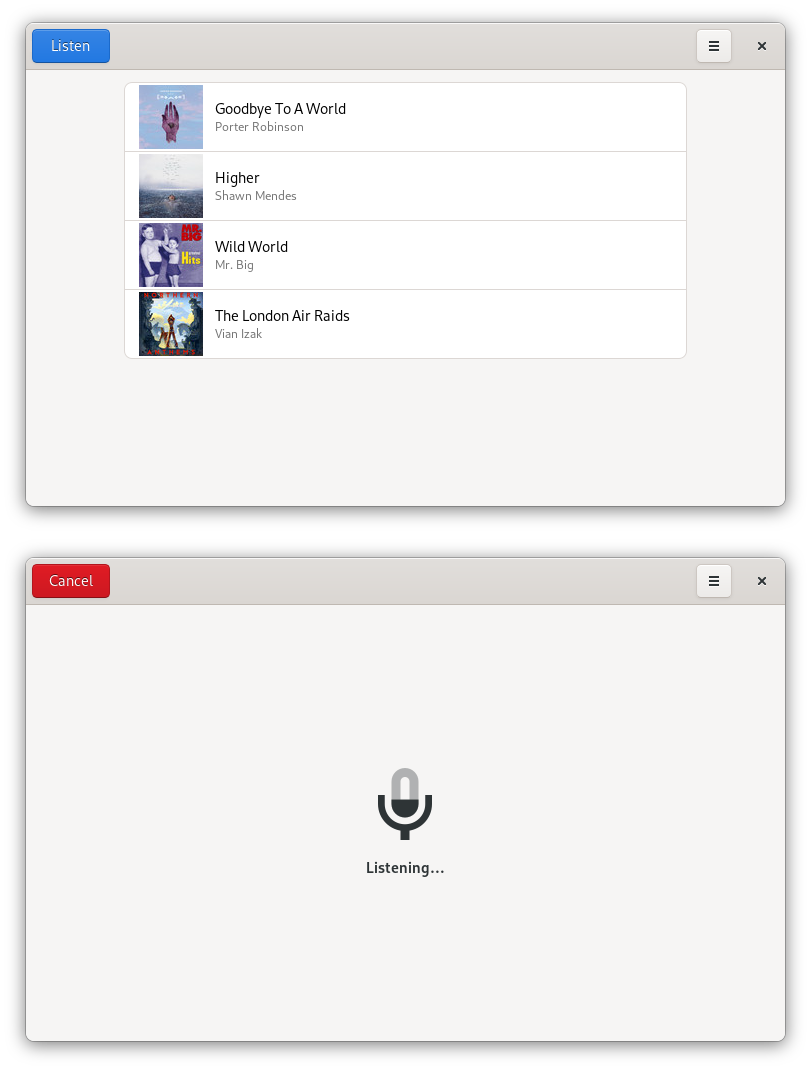 Listen
Goodbye To A World
Porter Robinson
Higher
Shawn Mendes
MR.
BIG
Hits
Wild World
Mr. Big
The London Air Raids
Vian Izak
Cancel
Listening...